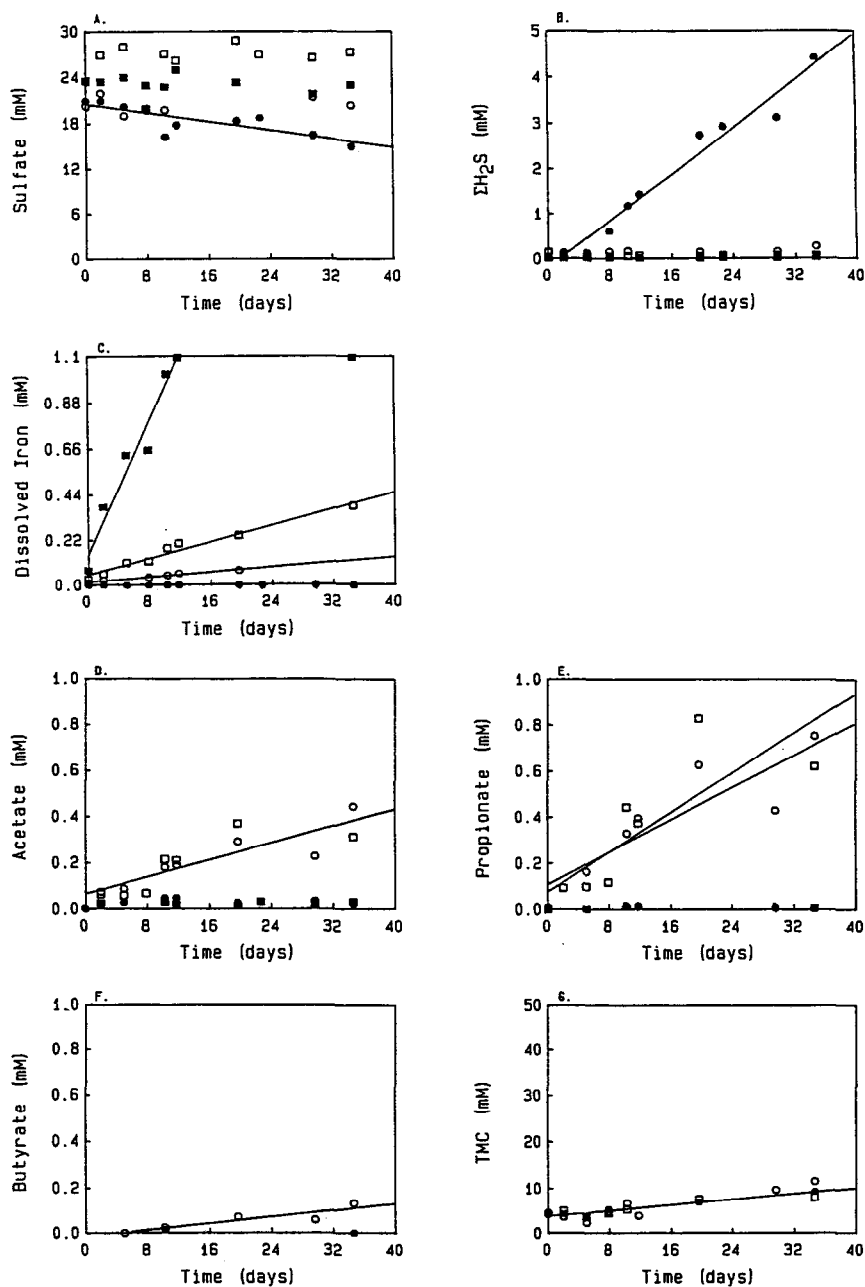 A.
Sulfate (mM)
30
24
18
12
6
0
0 8 16 24 32 40
Time (days)
B.
ΣH₂S (mM)
5
4
3
2
1
0
0 8 16 24 32 40
Time (days)
C.
Dissolved Iron (mM)
1.1
0.88
0.66
0.44
0.22
0.0
0 8 16 24 32 40
Time (days)
D.
Acetate (mM)
1.0
0.8
0.6
0.4
0.2
0.0
0 8 16 24 32 40
Time (days)
E.
Propionate (mM)
1.0
0.8
0.6
0.4
0.2
0.0
0 8 16 24 32 40
Time (days)
F.
Butyrate (mM)
1.0
0.8
0.6
0.4
0.2
0.0
0 8 16 24 32 40
Time (days)
G.
TMC (mM)
50
40
30
20
10
0
0 8 16 24 32 40
Time (days)